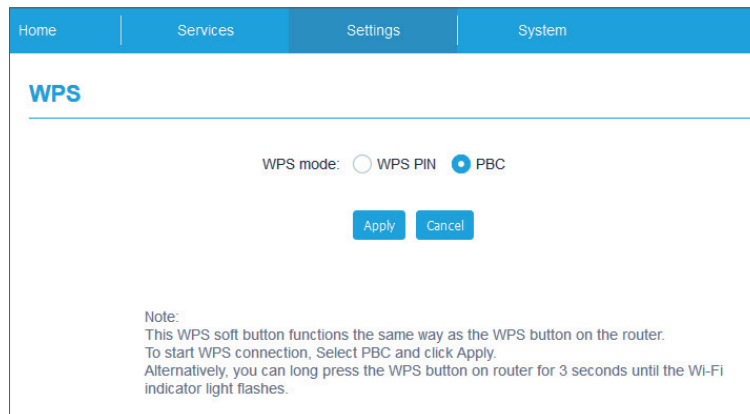 Home Services Settings System
WPS
WPS mode: WPS PIN PBC
Apply Cancel
Note:
This WPS soft button functions the same way as the WPS button on the router.
To start WPS connection, Select PBC and click Apply.
Alternatively, you can long press the WPS button on router for 3 seconds until the Wi-Fi
indicator light flashes.